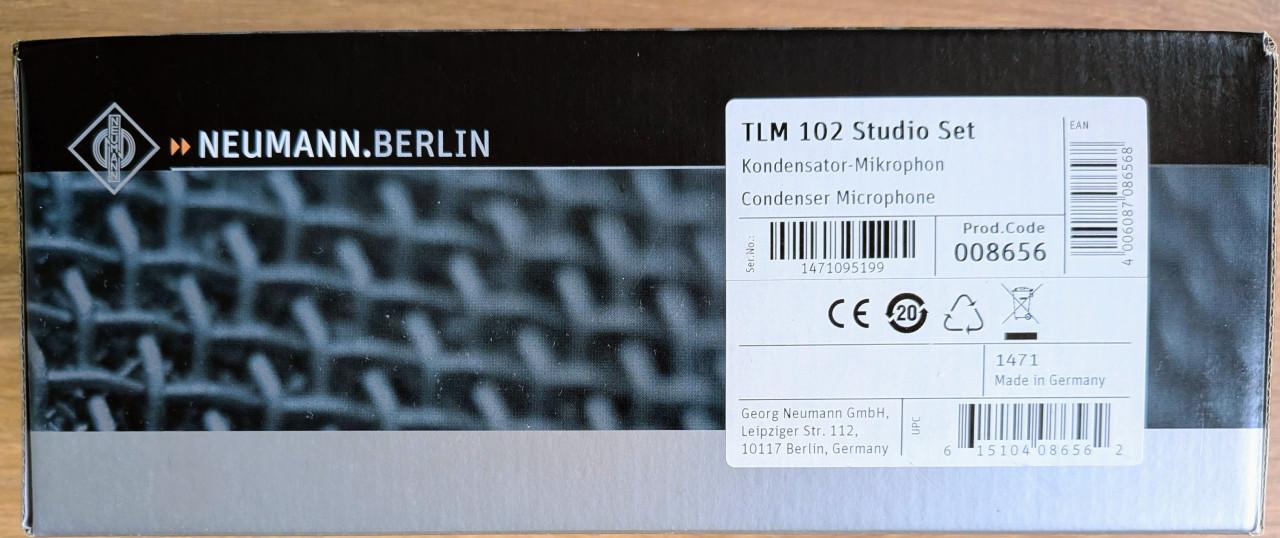 NEUMANN
NEUMANN.BERLIN
TLM 102 Studio Set
Kondensator-Mikrophon
Condenser Microphone
EAN
4 006087 086568
Ser.No.:
1471095199
Prod.Code
008656
CE
20
1471
Made in Germany
Georg Neumann GmbH,
Leipziger Str. 112,
10117 Berlin, Germany
UPC
6 15104 08656 2